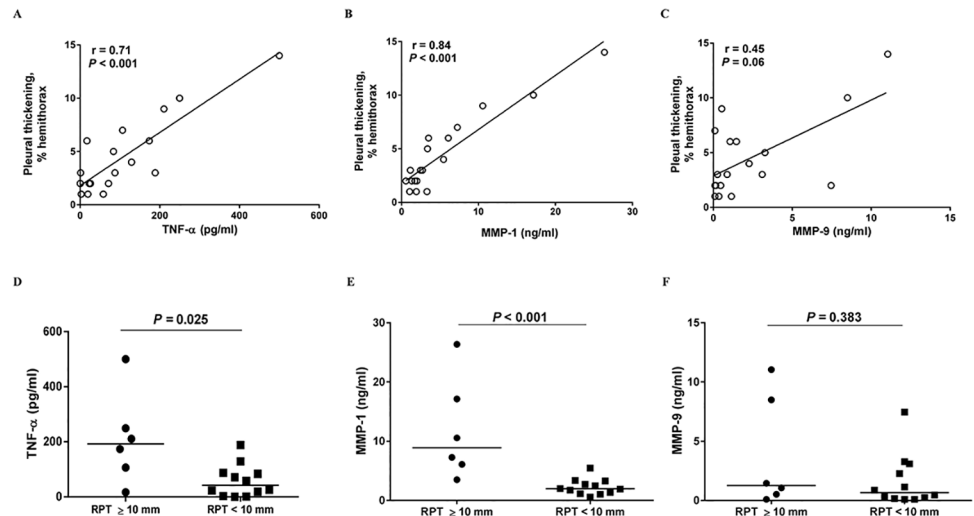 A
r = 0.71
P < 0.001
Pleural thickening,
% hemithorax
15
10
5
0
0
200
400
600
TNF-α (pg/ml)
B
r = 0.84
P < 0.001
Pleural thickening,
% hemithorax
15
10
5
0
0
10
20
30
MMP-1 (ng/ml)
C
r = 0.45
P = 0.06
Pleual thickening,
% hemithorax
15
10
5
0
0
5
10
15
MMP-9 (ng/ml)
D
P = 0.025
TNF-α (pg/ml)
600
400
200
0
RPT ≥ 10 mm
RPT < 10 mm
E
P < 0.001
MMP-1 (ng/ml)
30
20
10
0
RPT ≥ 10 mm
RPT < 10 mm
F
P = 0.383
MMP-9 (ng/ml)
15
10
5
0
RPT ≥ 10 mm
RPT < 10 mm